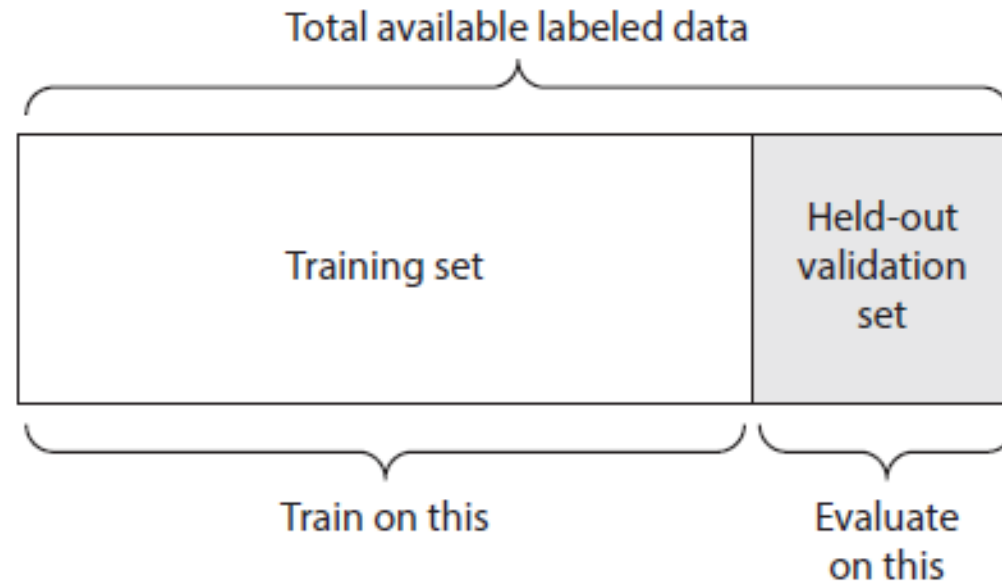 Total available labeled data
Training set
Held-out
validation
set
Train on this
Evaluate
on this